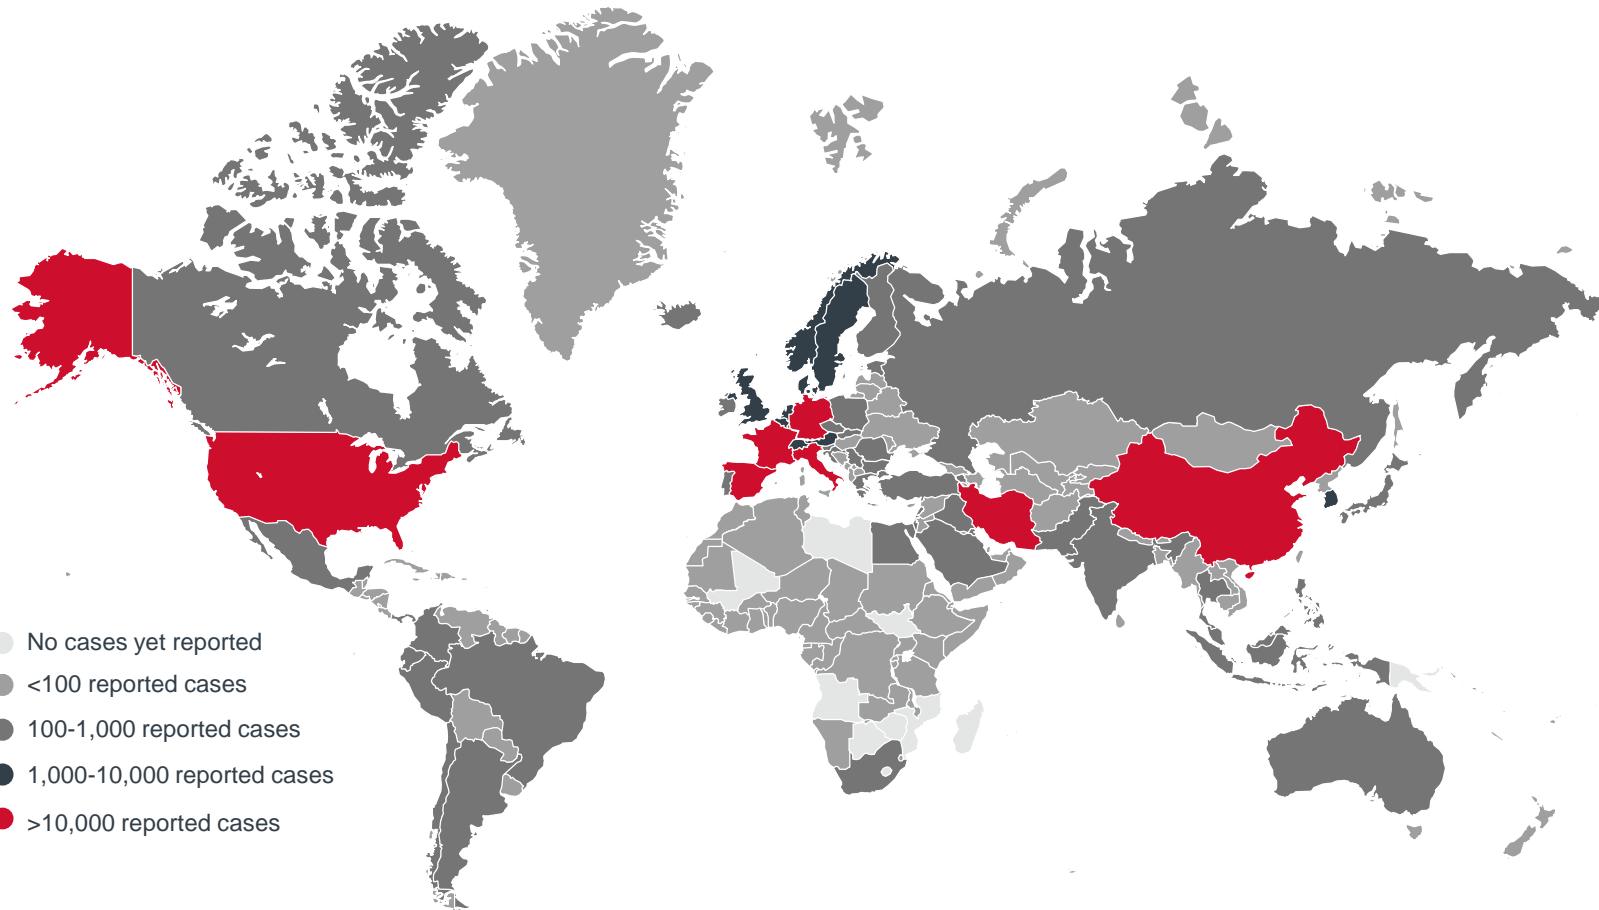 No cases yet reported
<100 reported cases
100-1,000 reported cases
1,000-10,000 reported cases
>10,000 reported cases